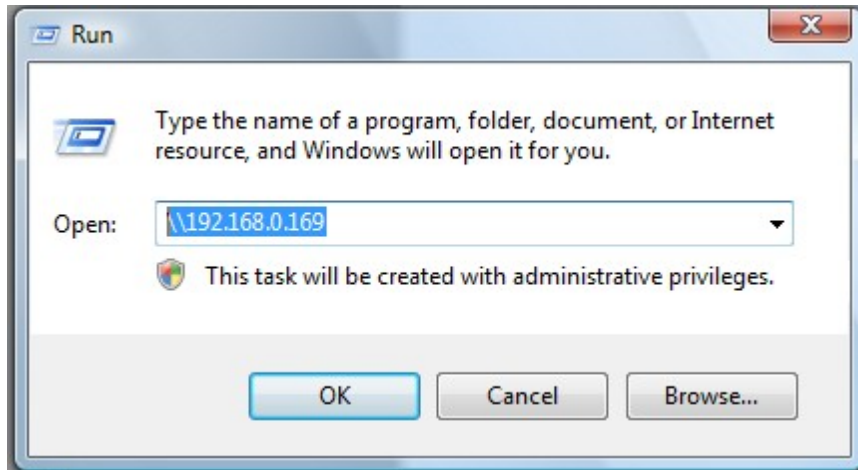 Run
Type the name of a program, folder, document, or Internet
resource, and Windows will open it for you.
Open: \\192.168.0.169
This task will be created with administrative privileges.
OK Cancel Browse...